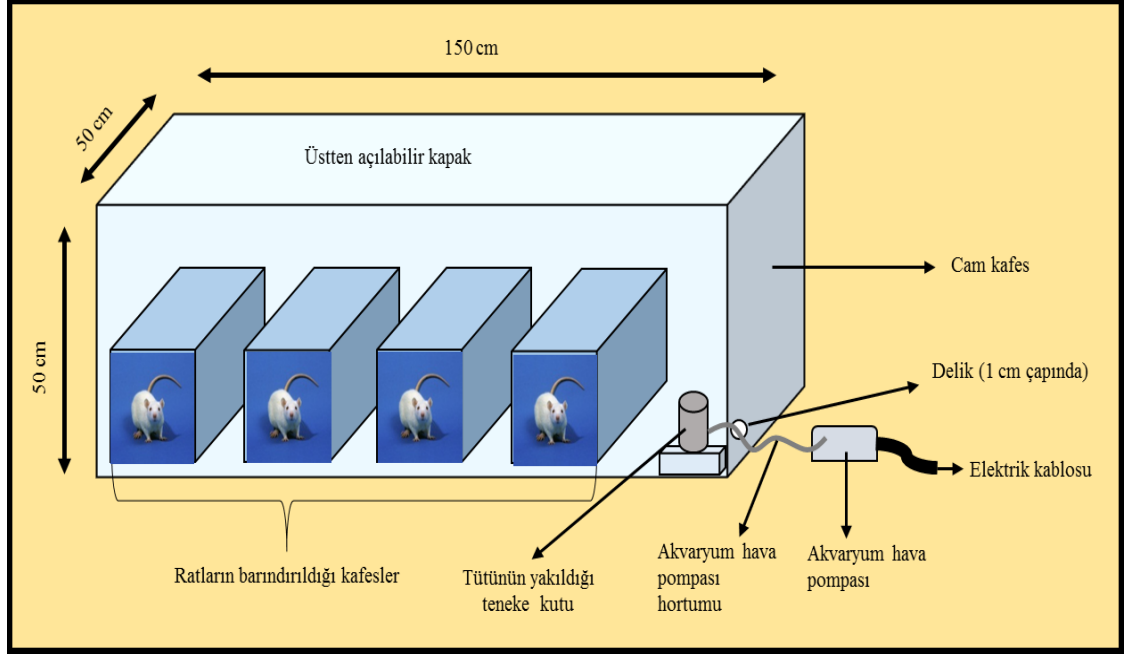 150 cm
50 cm
Üstten açılabilir kapak
Cam kafes
50 cm
Delik (1 cm çapında)
Elektrik kablosu
Ratların barındırıldığı kafesler
Tütünün yakıldığı
teneke kutu
Akvaryum hava
pompası
hortumu
Akvaryum hava
pompası